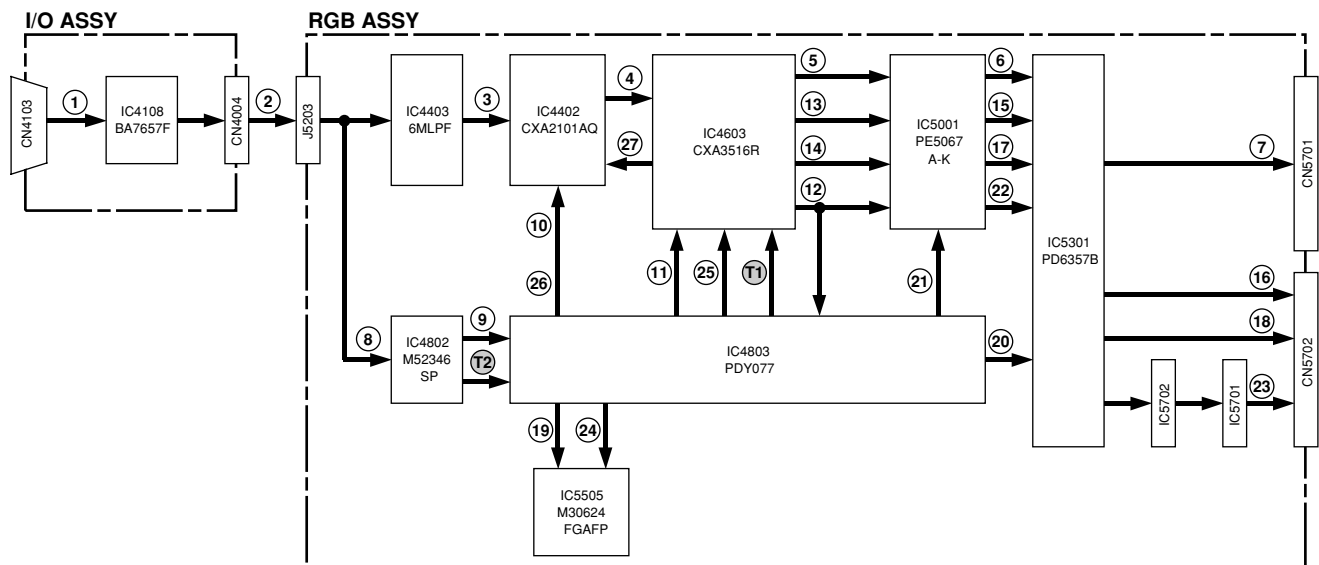 I/O ASSY
RGB ASSY
CN4103
1
IC4108
BA7657F
CN4004
2
J5203
IC4403
6MLPF
3
IC4402
CXA2101AQ
4
27
IC4603
CXA3516R
5
13
14
12
IC5001
PE5067
A-K
6
15
17
22
IC5301
PD6357B
7
CN5701
10
26
11
25
T1
21
8
IC4802
M52346
SP
9
T2
IC4803
PDY077
20
16
18
CN5702
IC5702
IC5701
23
19
24
IC5505
M30624
FGAFP